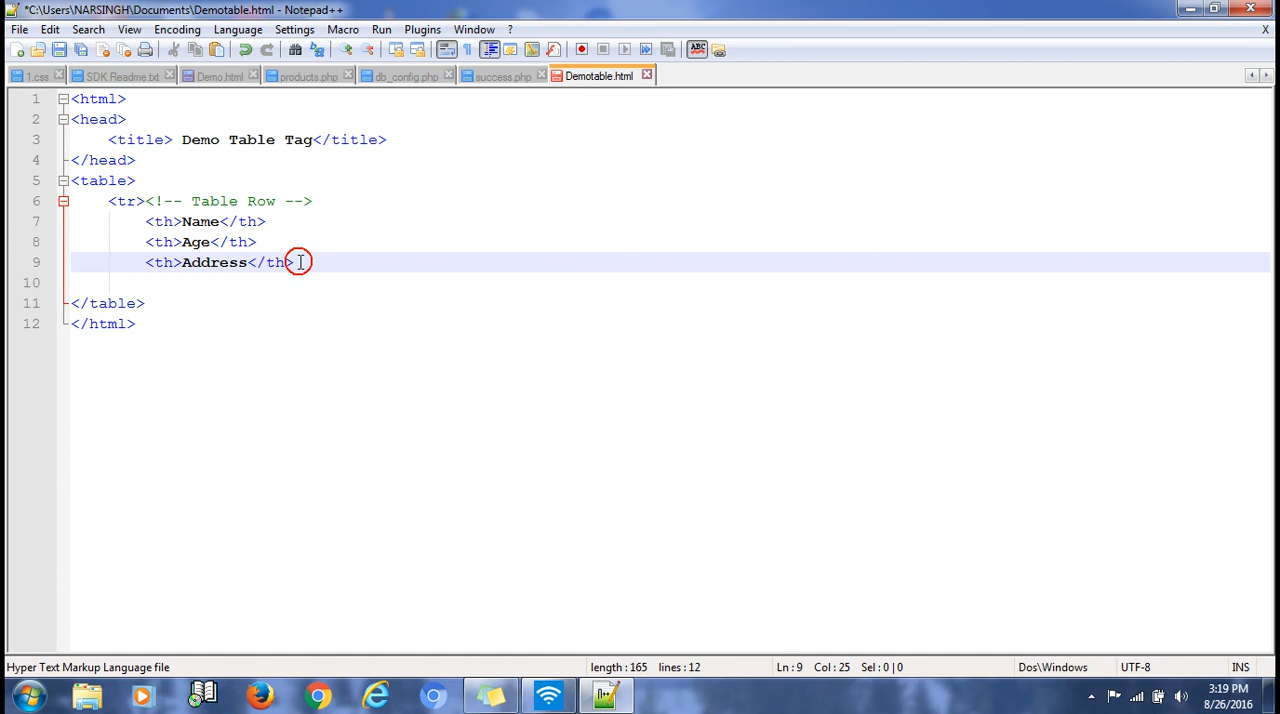 *C:\Users\NARSINGH\Documents\Demotable.html - Notepad++
File Edit Search View Encoding Language Settings Macro Run Plugins Window ? X
1.css SDK Readme.txt Demo.html products.php db_config.php success.php Demotable.html
1 <html>
2 <head>
3 <title> Demo Table Tag</title>
4 </head>
5 <table>
6 <tr><!-- Table Row -->
7 <th>Name</th>
8 <th>Age</th>
9 <th>Address</th>
10
11 </table>
12 </html>
Hyper Text Markup Language file length : 165 lines : 12 Ln : 9 Col : 25 Sel : 0 | 0 Dos\Windows UTF-8 INS
3:19 PM
8/26/2016